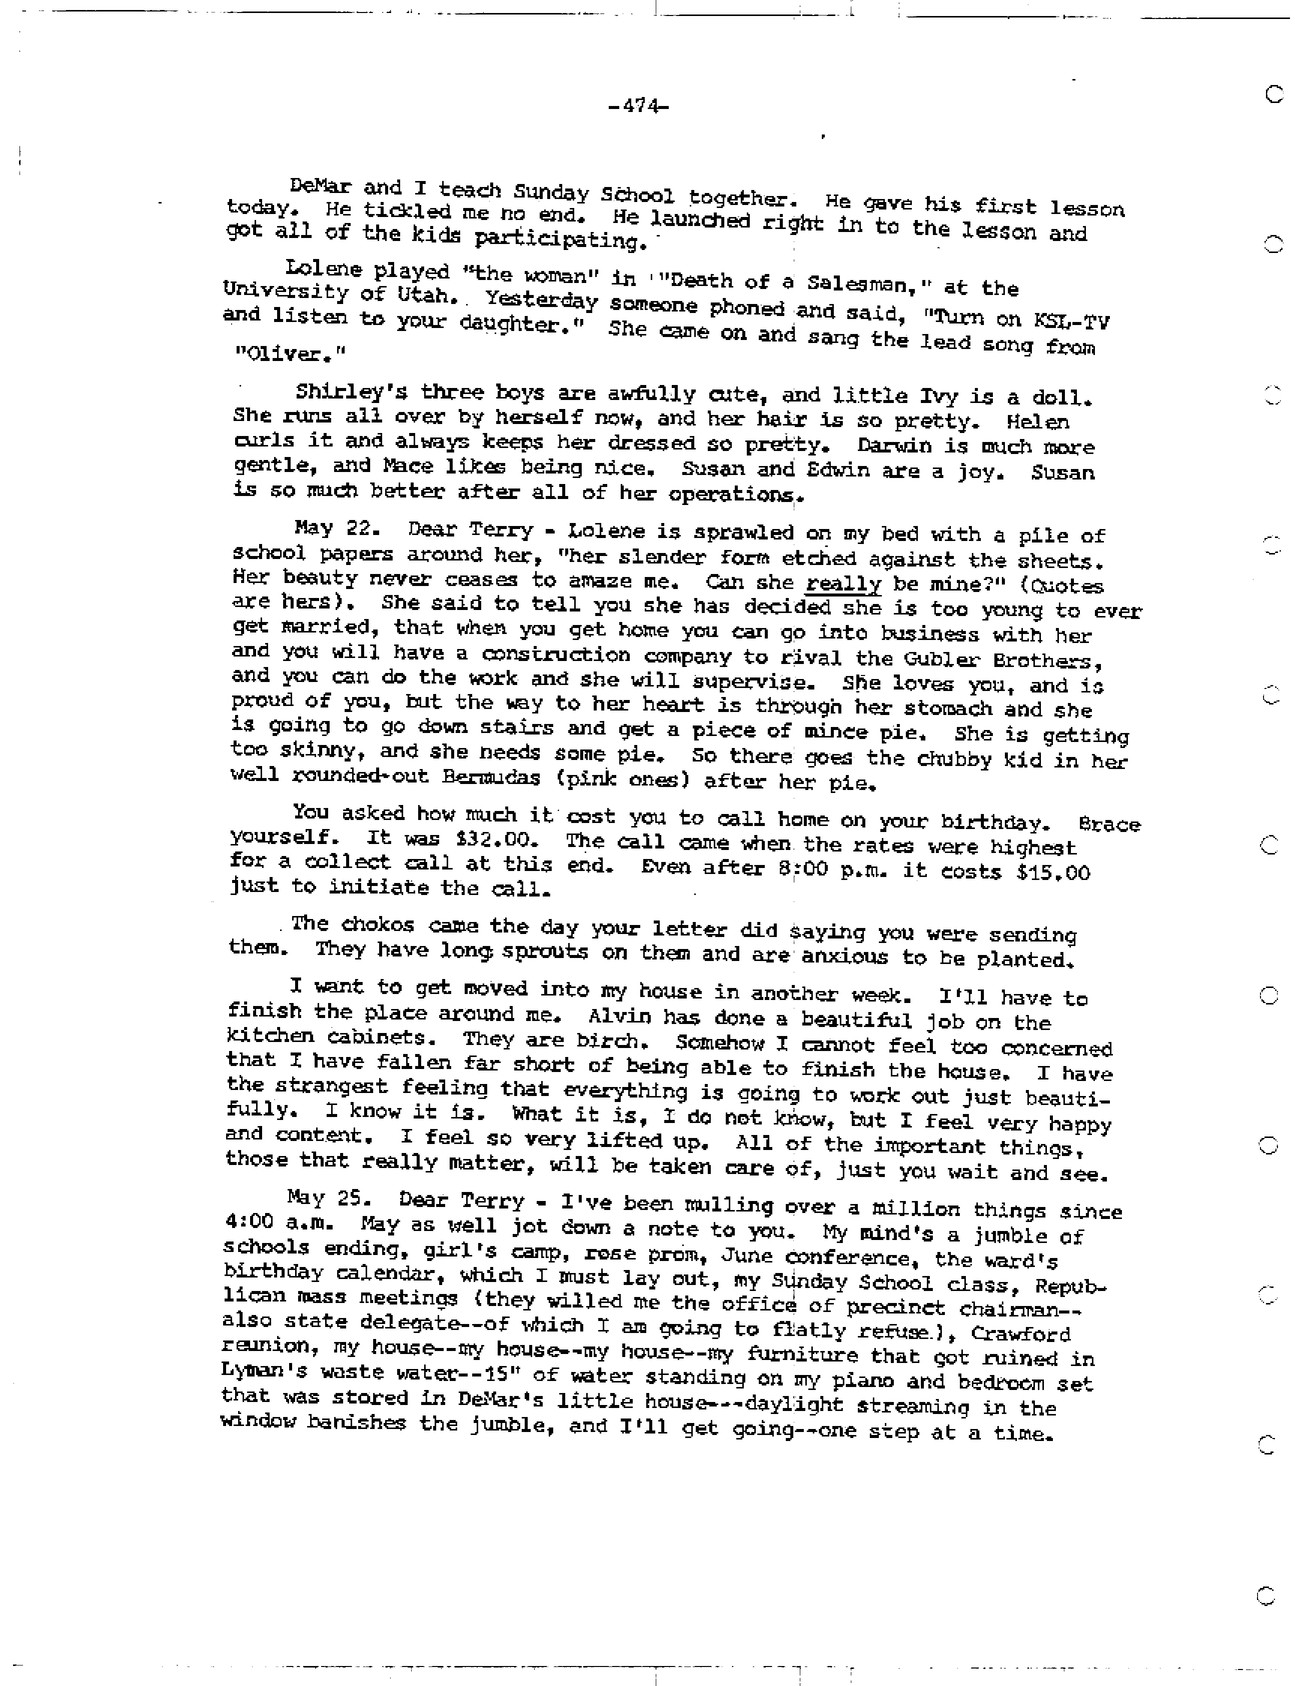 -474-
DeMar and I teach Sunday School together. He gave his first lesson
today. He tickled me no end. He launched right in to the lesson and
got all of the kids participating.
Lolene played "the woman" in '"Death of a Salesman," at the
University of Utah. Yesterday someone phoned and said, "Turn on KSL-TV
and listen to your daughter." She came on and sang the lead song from
"Oliver."
Shirley's three boys are awfully cute, and little Ivy is a doll.
She runs all over by herself now, and her hair is so pretty. Helen
curls it and always keeps her dressed so pretty. Darwin is much more
gentle, and Mace likes being nice. Susan and Edwin are a joy. Susan
is so much better after all of her operations.
May 22. Dear Terry - Lolene is sprawled on my bed with a pile of
school papers around her, "her slender form etched against the sheets.
Her beauty never ceases to amaze me. Can she really be mine?" (Quotes
are hers). She said to tell you she has decided she is too young to ever
get married, that when you get home you can go into business with her
and you will have a construction company to rival the Gubler Brothers,
and you can do the work and she will supervise. She loves you, and is
proud of you, but the way to her heart is through her stomach and she
is going to go down stairs and get a piece of mince pie. She is getting
too skinny, and she needs some pie. So there goes the chubby kid in her
well rounded-out Bermudas (pink ones) after her pie.
You asked how much it cost you to call home on your birthday. Brace
yourself. It was $32.00. The call came when the rates were highest
for a collect call at this end. Even after 8:00 p.m. it costs $15.00
just to initiate the call.
The chokos came the day your letter did saying you were sending
them. They have long sprouts on them and are anxious to be planted.
I want to get moved into my house in another week. I'll have to
finish the place around me. Alvin has done a beautiful job on the
kitchen cabinets. They are birch. Somehow I cannot feel too concerned
that I have fallen far short of being able to finish the house. I have
the strangest feeling that everything is going to work out just beauti-
fully. I know it is. What it is, I do not know, but I feel very happy
and content. I feel so very lifted up. All of the important things,
those that really matter, will be taken care of, just you wait and see.
May 25. Dear Terry - I've been mulling over a million things since
4:00 a.m. May as well jot down a note to you. My mind's a jumble of
schools ending, girl's camp, rose prom, June conference, the ward's
birthday calendar, which I must lay out, my Sunday School class, Repub-
lican mass meetings (they willed me the office of precinct chairman--
also state delegate--of which I am going to flatly refuse.), Crawford
reunion, my house--my house--my house--my furniture that got ruined in
Lyman's waste water--15" of water standing on my piano and bedroom set
that was stored in DeMar's little house---daylight streaming in the
window banishes the jumble, and I'll get going--one step at a time.